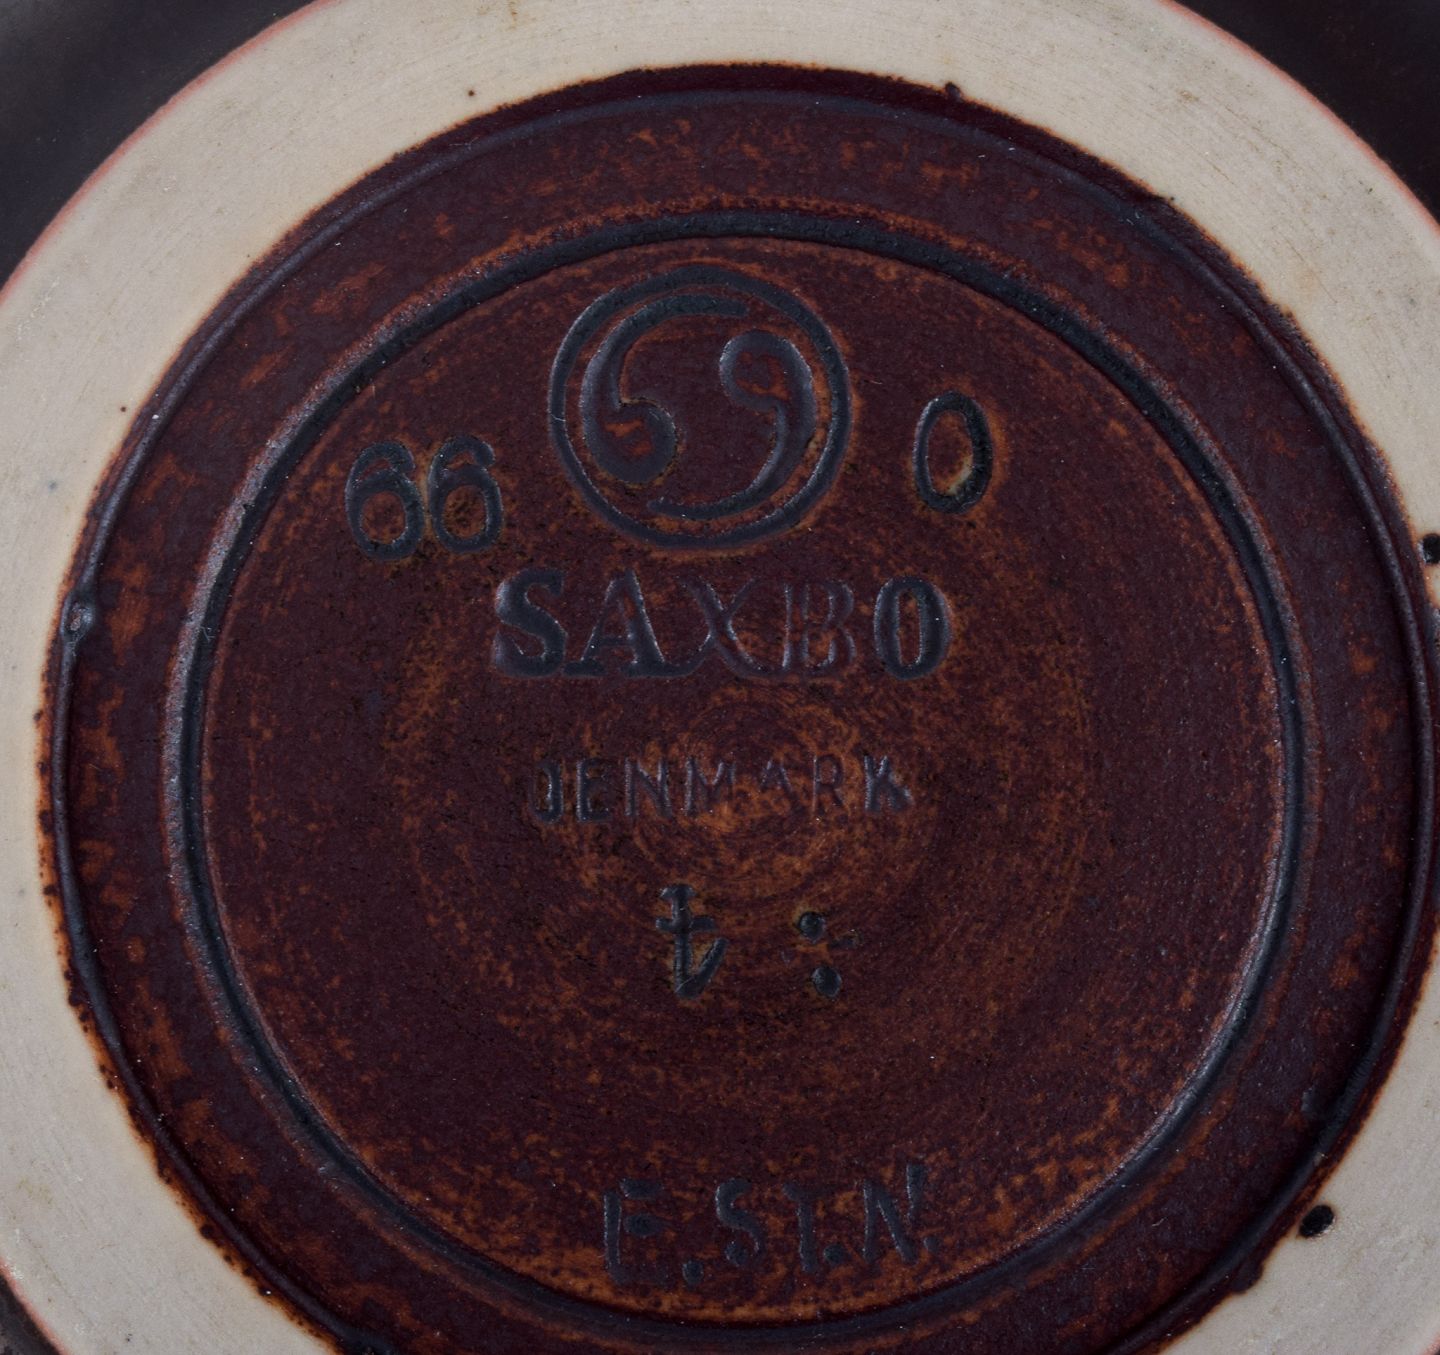 66 0
SAXBO
DENMARK
E.ST.N.